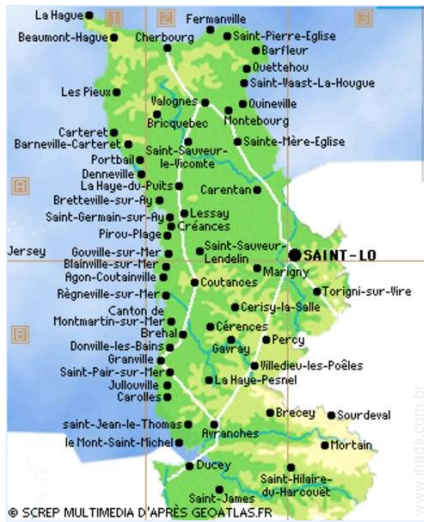 La Hague
1
2
3
Fermanville
Beaumont-Hague
Cherbourg
Saint-Pierre-Eglise
Barfleur
Quettehou
Saint-Vaast-La-Hougue
Les Pieux
Valognes
Quineville
Bricquebec
Montebourg
Carteret
Barneville-Carteret
Saint-Sauveur-
le-Vicomte
Sainte-Mère-Eglise
Portbail
Denneville
A
La Haye-du-Puits
Carentan
Bretteville-sur-Ay
Saint-Germain-sur-Ay
Lessay
Créances
Pirou-Plage
Jersey
Gouville-sur-Mer
Saint-Sauveur-
Lendelin
SAINT-LO
Blainville-sur-Mer
Marigny
Agon-Coutainville
Coutances
Règneville-sur-Mer
Torigni-sur-Vire
Canton de
Montmartin-sur-Mer
Cerisy-la-Salle
B
Cérences
Brehal
Gavray
Percy
Donville-les-Bains
Granville
Villedieu-les-Poêles
Saint-Pair-sur-Mer
La Haye-Pesnel
Jullouville
Carolles
Brecey
Sourdeval
saint-Jean-le-Thomas
Avranches
le Mont-Saint-Michel
Mortain
Ducey
Saint-Hilaire-
du-Harcouët
Saint-James
© SCREP MULTIMEDIA D'APRÈS GEOATLAS.FR
www.lhads.com.br